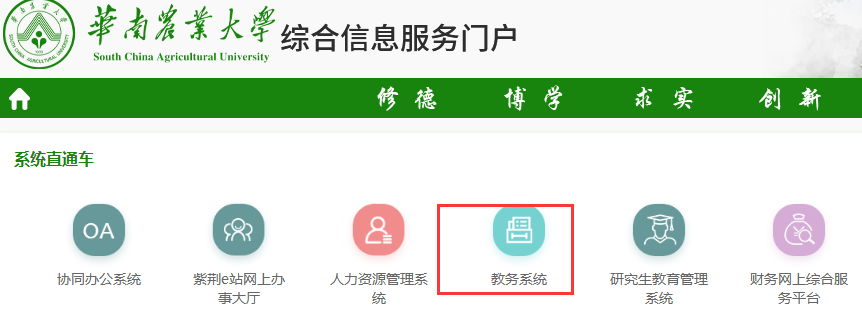 華南農業大學
South China Agricultural University
综合信息服务门户
修德 博学 求实 创新
系统直通车
OA
协同办公系统
紫荆e站网上办
事大厅
人力资源管理系
统
教务系统
研究生教育管理
系统
财务网上综合服
务平台